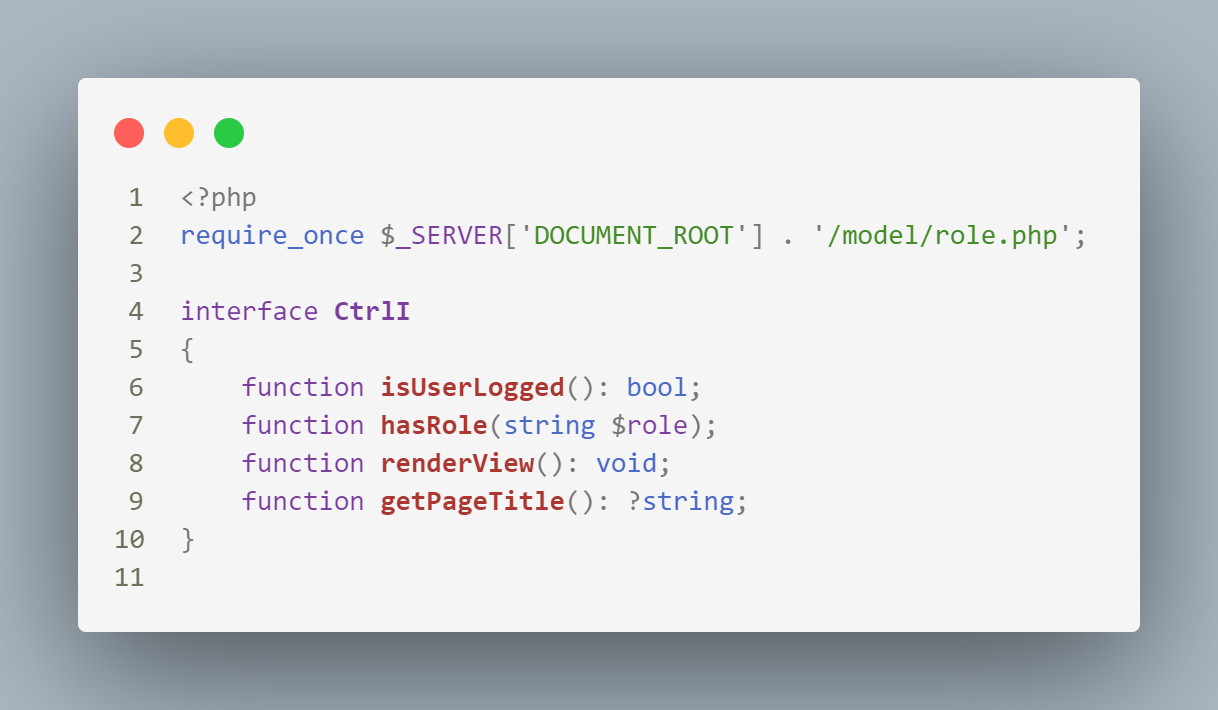 1 <?php
2 require_once $_SERVER['DOCUMENT_ROOT'] . '/model/role.php';
3
4 interface CtrlI
5 {
6     function isUserLogged(): bool;
7     function hasRole(string $role);
8     function renderView(): void;
9     function getPageTitle(): ?string;
10 }
11